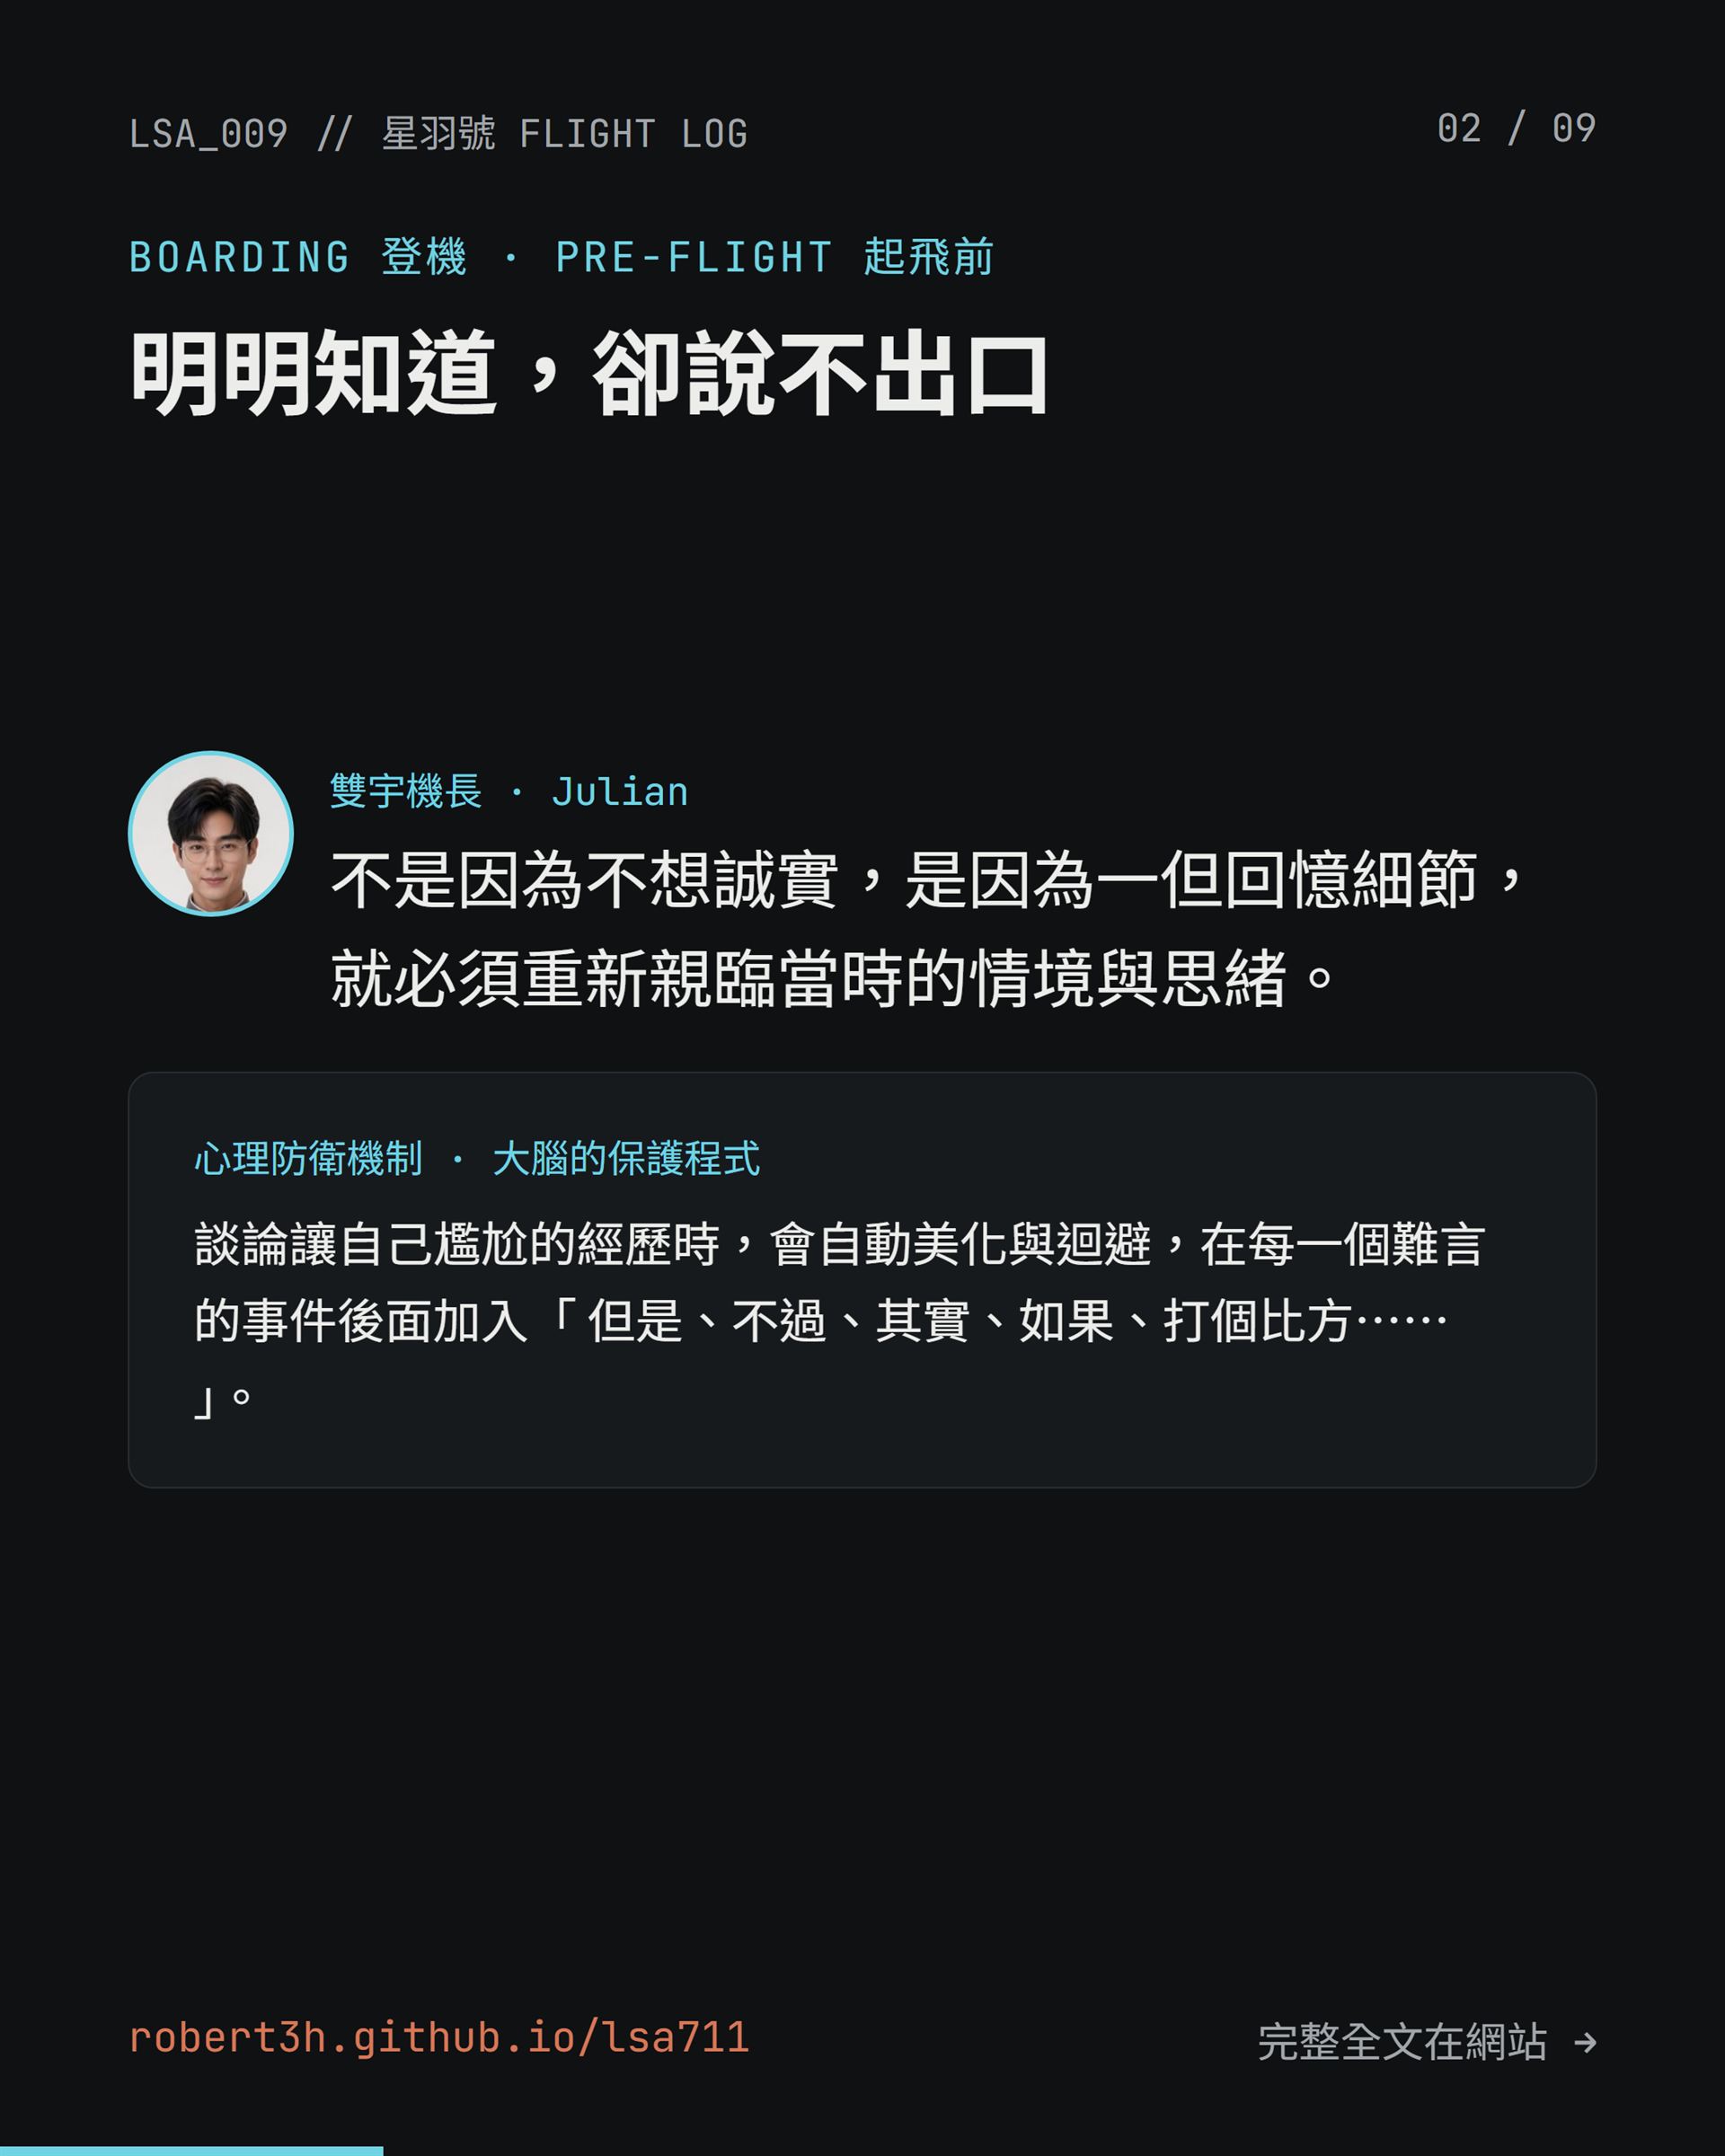 LSA_009 // 星羽號 FLIGHT LOG
02 / 09
BOARDING 登機 · PRE-FLIGHT 起飛前
明明知道，卻說不出口
雙宇機長 · Julian
不是因為不想誠實，是因為一但回憶細節，
就必須重新親臨當時的情境與思緒。
心理防衛機制 · 大腦的保護程式
談論讓自己尷尬的經歷時，會自動美化與迴避，在每一個難言
的事件後面加入「但是、不過、其實、如果、打個比方⋯⋯
」。
robert3h.github.io/lsa711
完整全文在網站 →